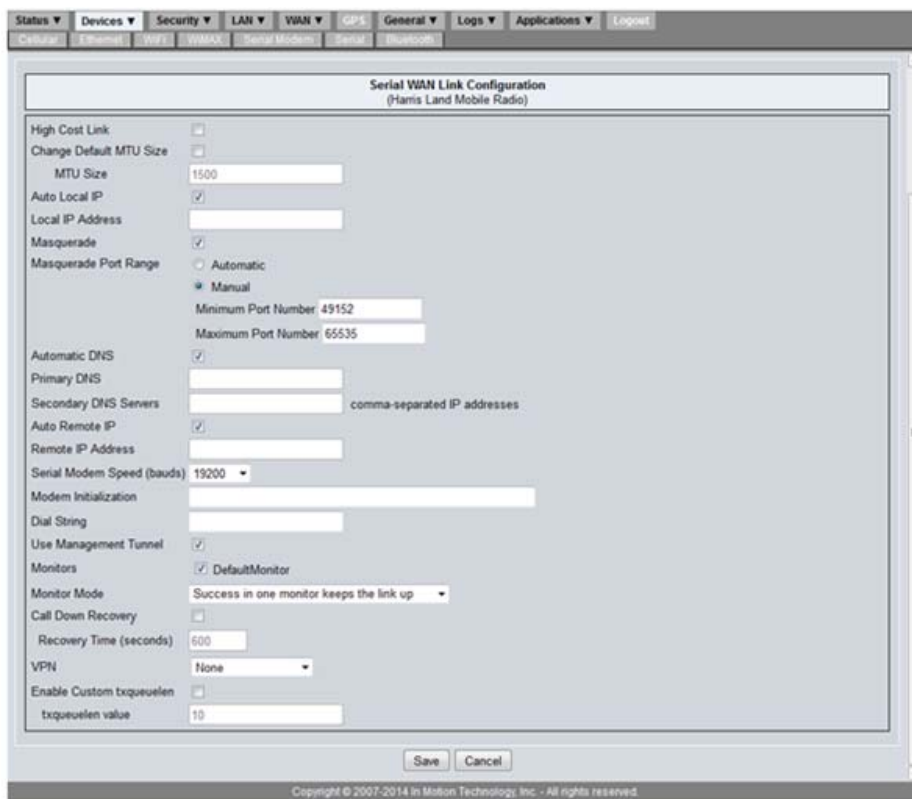 Status ▼ Devices ▼ Security ▼ LAN ▼ WAN ▼ GPS General ▼ Logs ▼ Applications ▼ Logout
Cellular Ethernet WiFi WiMAX Serial Modem Serial Bluetooth
Serial WAN Link Configuration
(Harris Land Mobile Radio)
High Cost Link
Change Default MTU Size
MTU Size 1500
Auto Local IP
Local IP Address
Masquerade
Masquerade Port Range Automatic
Manual
Minimum Port Number 49152
Maximum Port Number 65535
Automatic DNS
Primary DNS
Secondary DNS Servers comma-separated IP addresses
Auto Remote IP
Remote IP Address
Serial Modem Speed (bauds) 19200
Modem Initialization
Dial String
Use Management Tunnel
Monitors DefaultMonitor
Monitor Mode Success in one monitor keeps the link up
Call Down Recovery
Recovery Time (seconds) 600
VPN None
Enable Custom txqueuelen
txqueuelen value 10
Save Cancel
Copyright © 2007-2014 In Motion Technology, Inc. - All rights reserved.